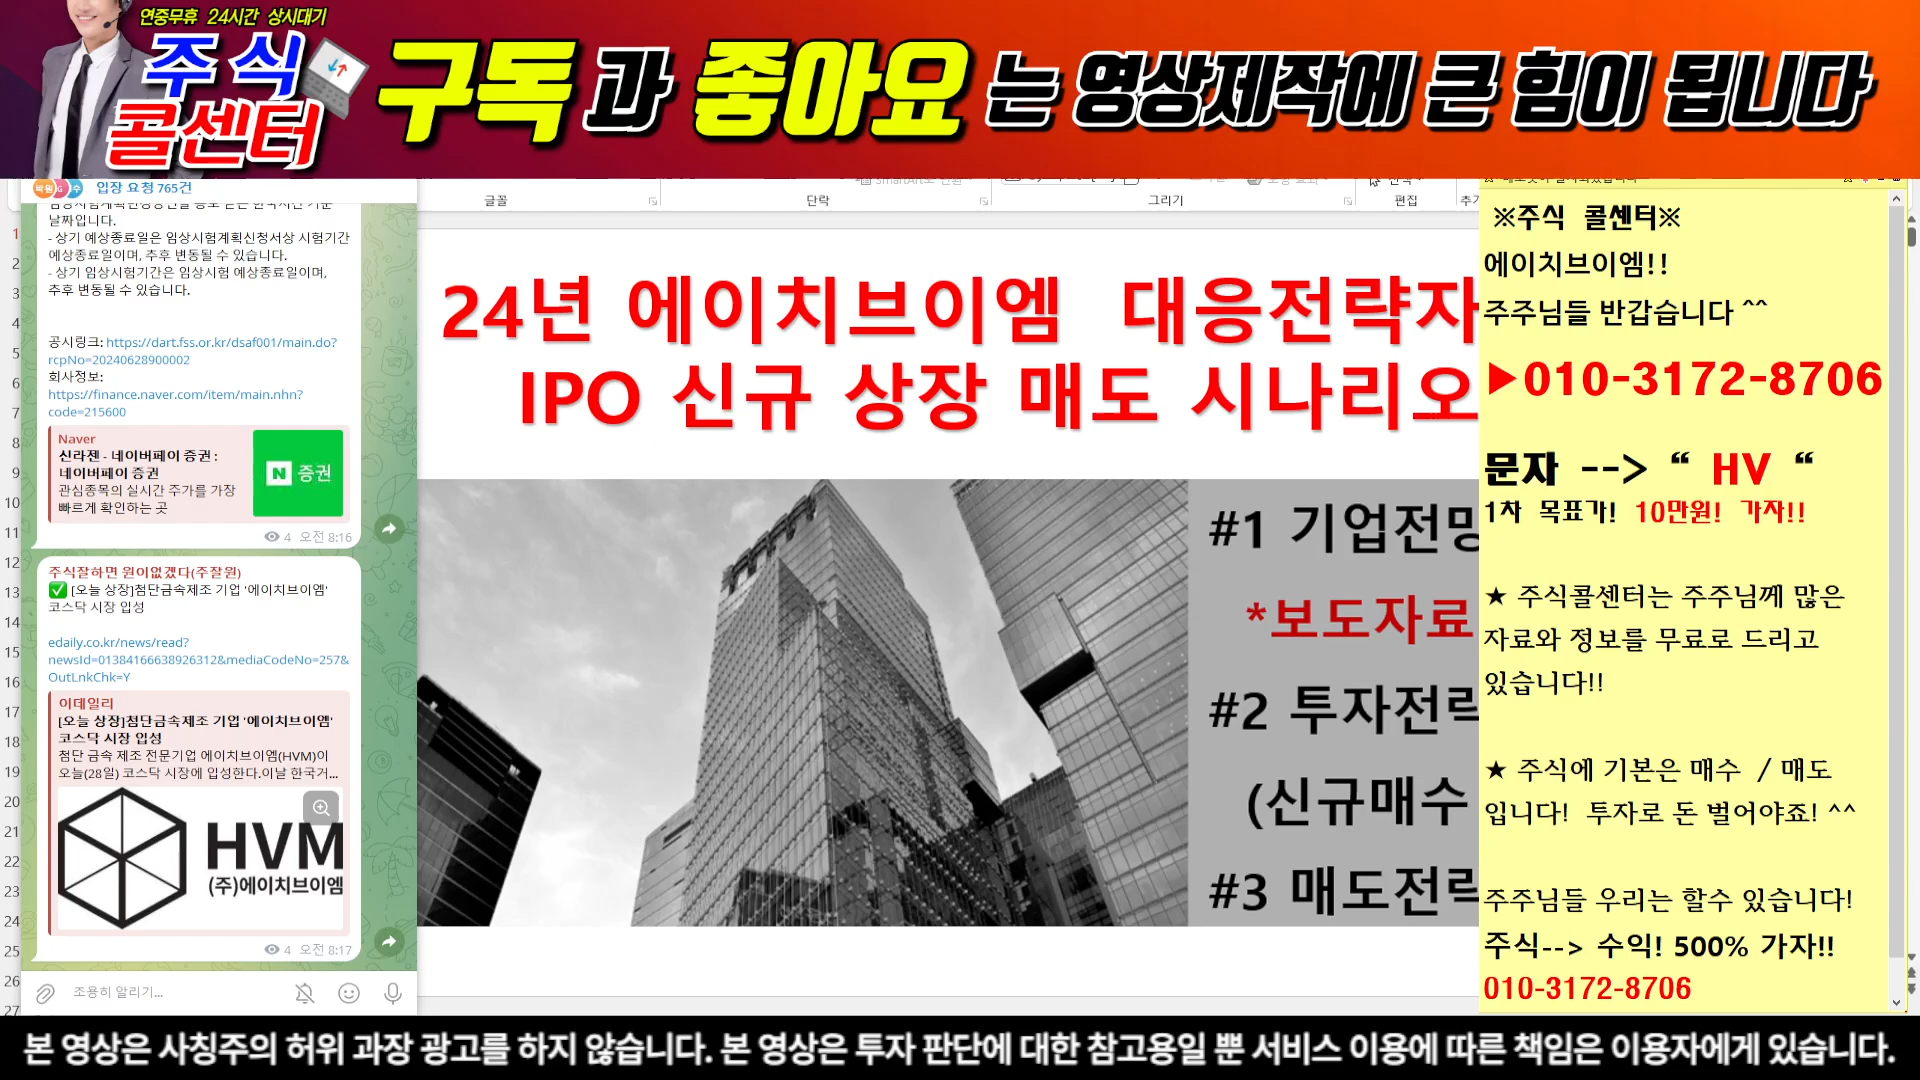 연중무휴 24시간 상시대기
주식
콜센터
구독과 좋아요는 영상제작에 큰 힘이 됩니다
입장 요청 765건
날짜입니다.
- 상기 예상종료일은 임상시험계획신청서상 시험기간
예상종료일이며, 추후 변동될 수 있습니다.
- 상기 임상시험기간은 임상시험 예상종료일이며,
추후 변동될 수 있습니다.
공시링크: https://dart.fss.or.kr/dsaf001/main.do?
rcpNo=20240628900002
회사정보:
https://finance.naver.com/item/main.nhn?
code=215600
Naver
신라젠 - 네이버페이 증권 :
네이버페이 증권
관심종목의 실시간 주가를 가장
빠르게 확인하는 곳
N 증권
4 오전 8:16
주식잘하면 원이없겠다(주잘원)
✅ [오늘 상장]첨단금속제조 기업 '에이치브이엠'
코스닥 시장 입성
edaily.co.kr/news/read?
newsId=01384166638926312&mediaCodeNo=257&
OutLnkChk=Y
이데일리
[오늘 상장]첨단금속제조 기업 '에이치브이엠'
코스닥 시장 입성
첨단 금속 제조 전문기업 에이치브이엠(HVM)이
오늘(28일) 코스닥 시장에 입성한다.이날 한국거...
HVM
(주)에이치브이엠
4 오전 8:17
조용히 알리기...
1
2
3
4
5
6
7
8
9
10
11
12
13
14
15
16
17
18
19
20
21
22
23
24
25
26
27
글꼴
단락
그리기
편집
24년 에이치브이엠 대응전략자
IPO 신규 상장 매도 시나리오
#1 기업전망
*보도자료
#2 투자전략
(신규매수
#3 매도전략
※주식 콜센터※
에이치브이엠!!
주주님들 반갑습니다 ^^
▶010-3172-8706
문자 --> “ HV “
1차 목표가! 10만원! 가자!!
★ 주식콜센터는 주주님께 많은
자료와 정보를 무료로 드리고
있습니다!!
★ 주식에 기본은 매수 / 매도
입니다! 투자로 돈 벌어야죠! ^^
주주님들 우리는 할수 있습니다!
주식--> 수익! 500% 가자!!
010-3172-8706
본 영상은 사칭주의 허위 과장 광고를 하지 않습니다. 본 영상은 투자 판단에 대한 참고용일 뿐 서비스 이용에 따른 책임은 이용자에게 있습니다.